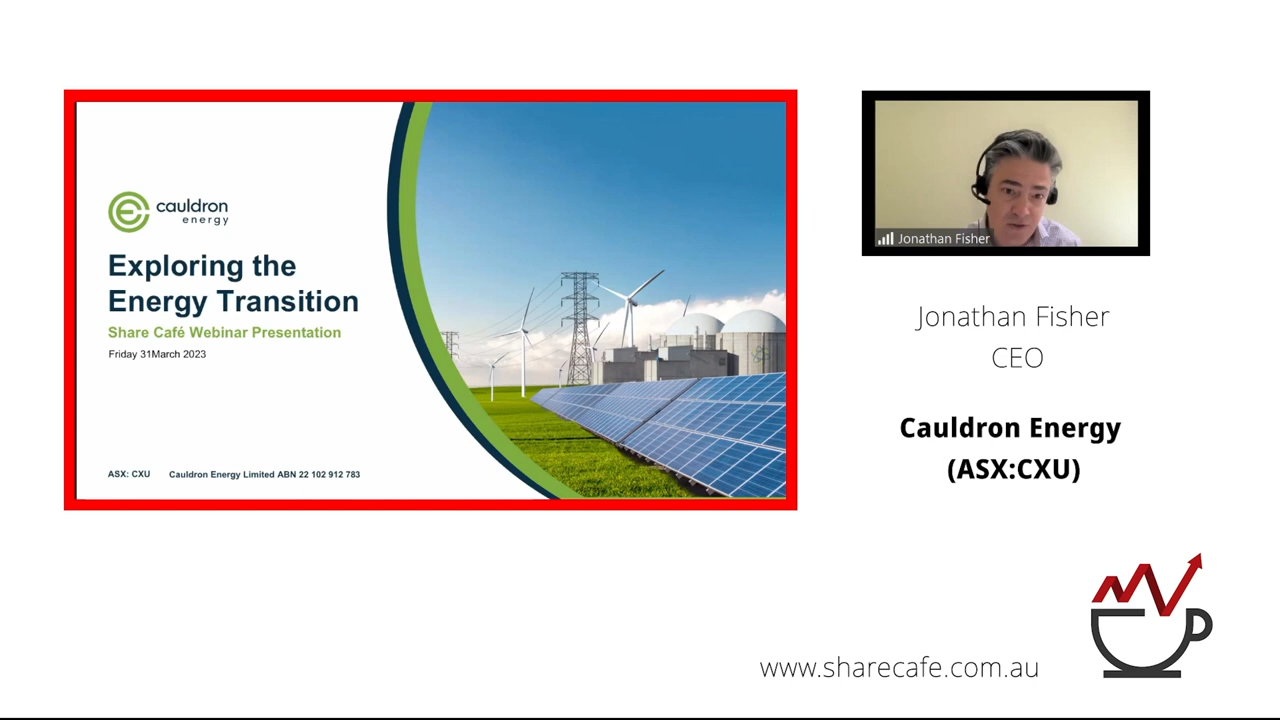 cauldron
energy
Exploring the
Energy Transition
Share Café Webinar Presentation
Friday 31March 2023
ASX: CXU Cauldron Energy Limited ABN 22 102 912 783
Jonathan Fisher
Jonathan Fisher
CEO
Cauldron Energy
(ASX:CXU)
www.sharecafe.com.au